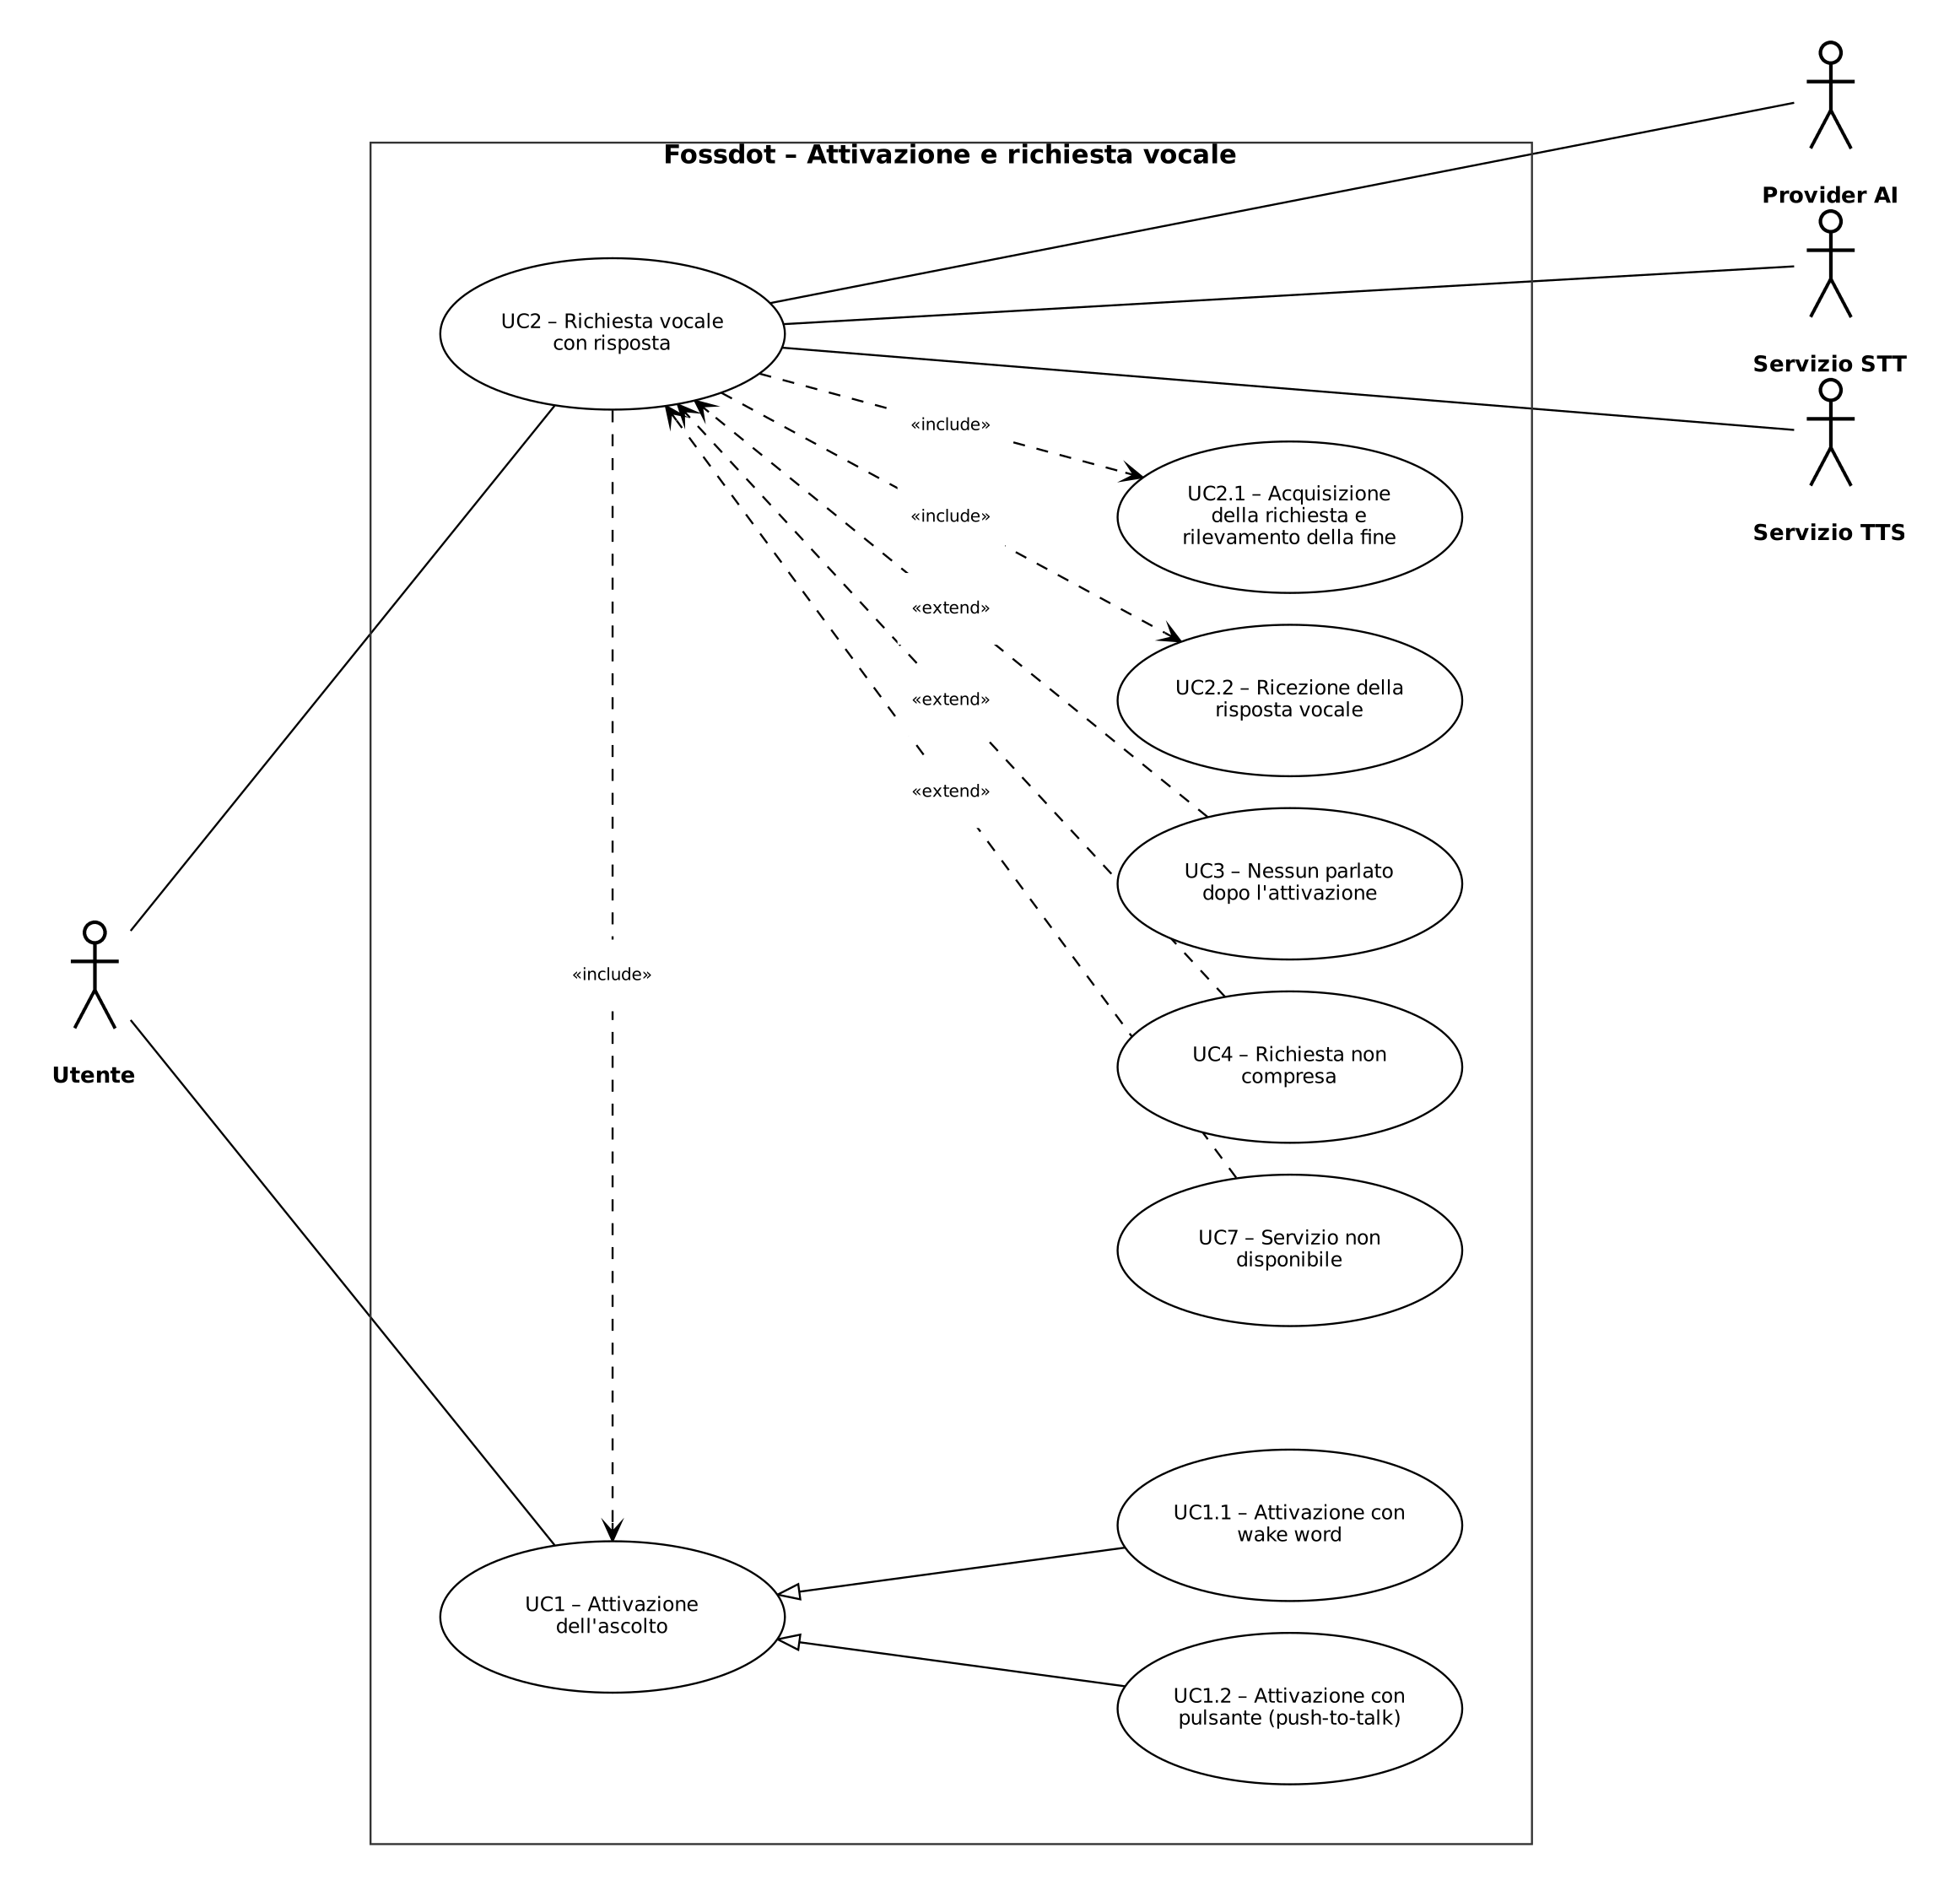 Fossdot – Attivazione e richiesta vocale
Provider AI
Servizio STT
Servizio TTS
UC2 – Richiesta vocale
con risposta
«include»
UC2.1 – Acquisizione
della richiesta e
rilevamento della fine
«include»
«extend»
UC2.2 – Ricezione della
risposta vocale
«extend»
«extend»
UC3 – Nessun parlato
dopo l'attivazione
«include»
Utente
UC4 – Richiesta non
compresa
UC7 – Servizio non
disponibile
UC1.1 – Attivazione con
wake word
UC1 – Attivazione
dell'ascolto
UC1.2 – Attivazione con
pulsante (push-to-talk)